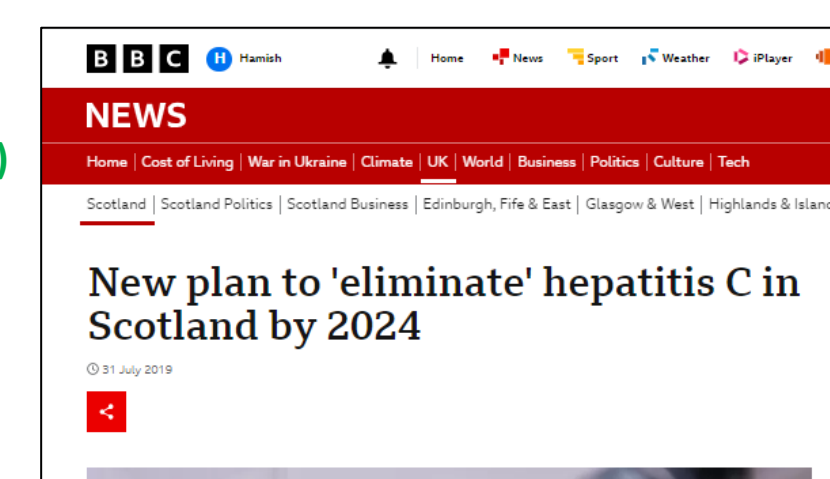 BBC H Hamish Home News Sport Weather iPlayer
NEWS
Home | Cost of Living | War in Ukraine | Climate | UK | World | Business | Politics | Culture | Tech
Scotland | Scotland Politics | Scotland Business | Edinburgh, Fife & East | Glasgow & West | Highlands &
)
New plan to 'eliminate' hepatitis C in
Scotland by 2024
31 July 2019